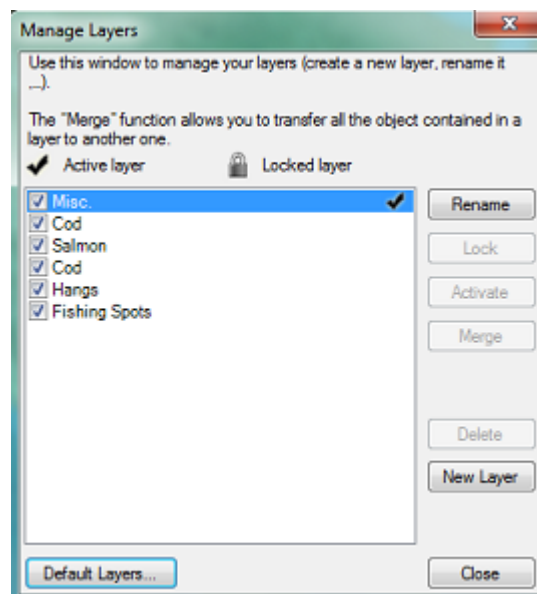 Manage Layers
Use this window to manage your layers (create a new layer, rename it
,...).
The "Merge" function allows you to transfer all the object contained in a
layer to another one.
Active layer Locked layer
Misc.
Cod
Salmon
Cod
Hangs
Fishing Spots
Rename
Lock
Activate
Merge
Delete
New Layer
Default Layers...
Close